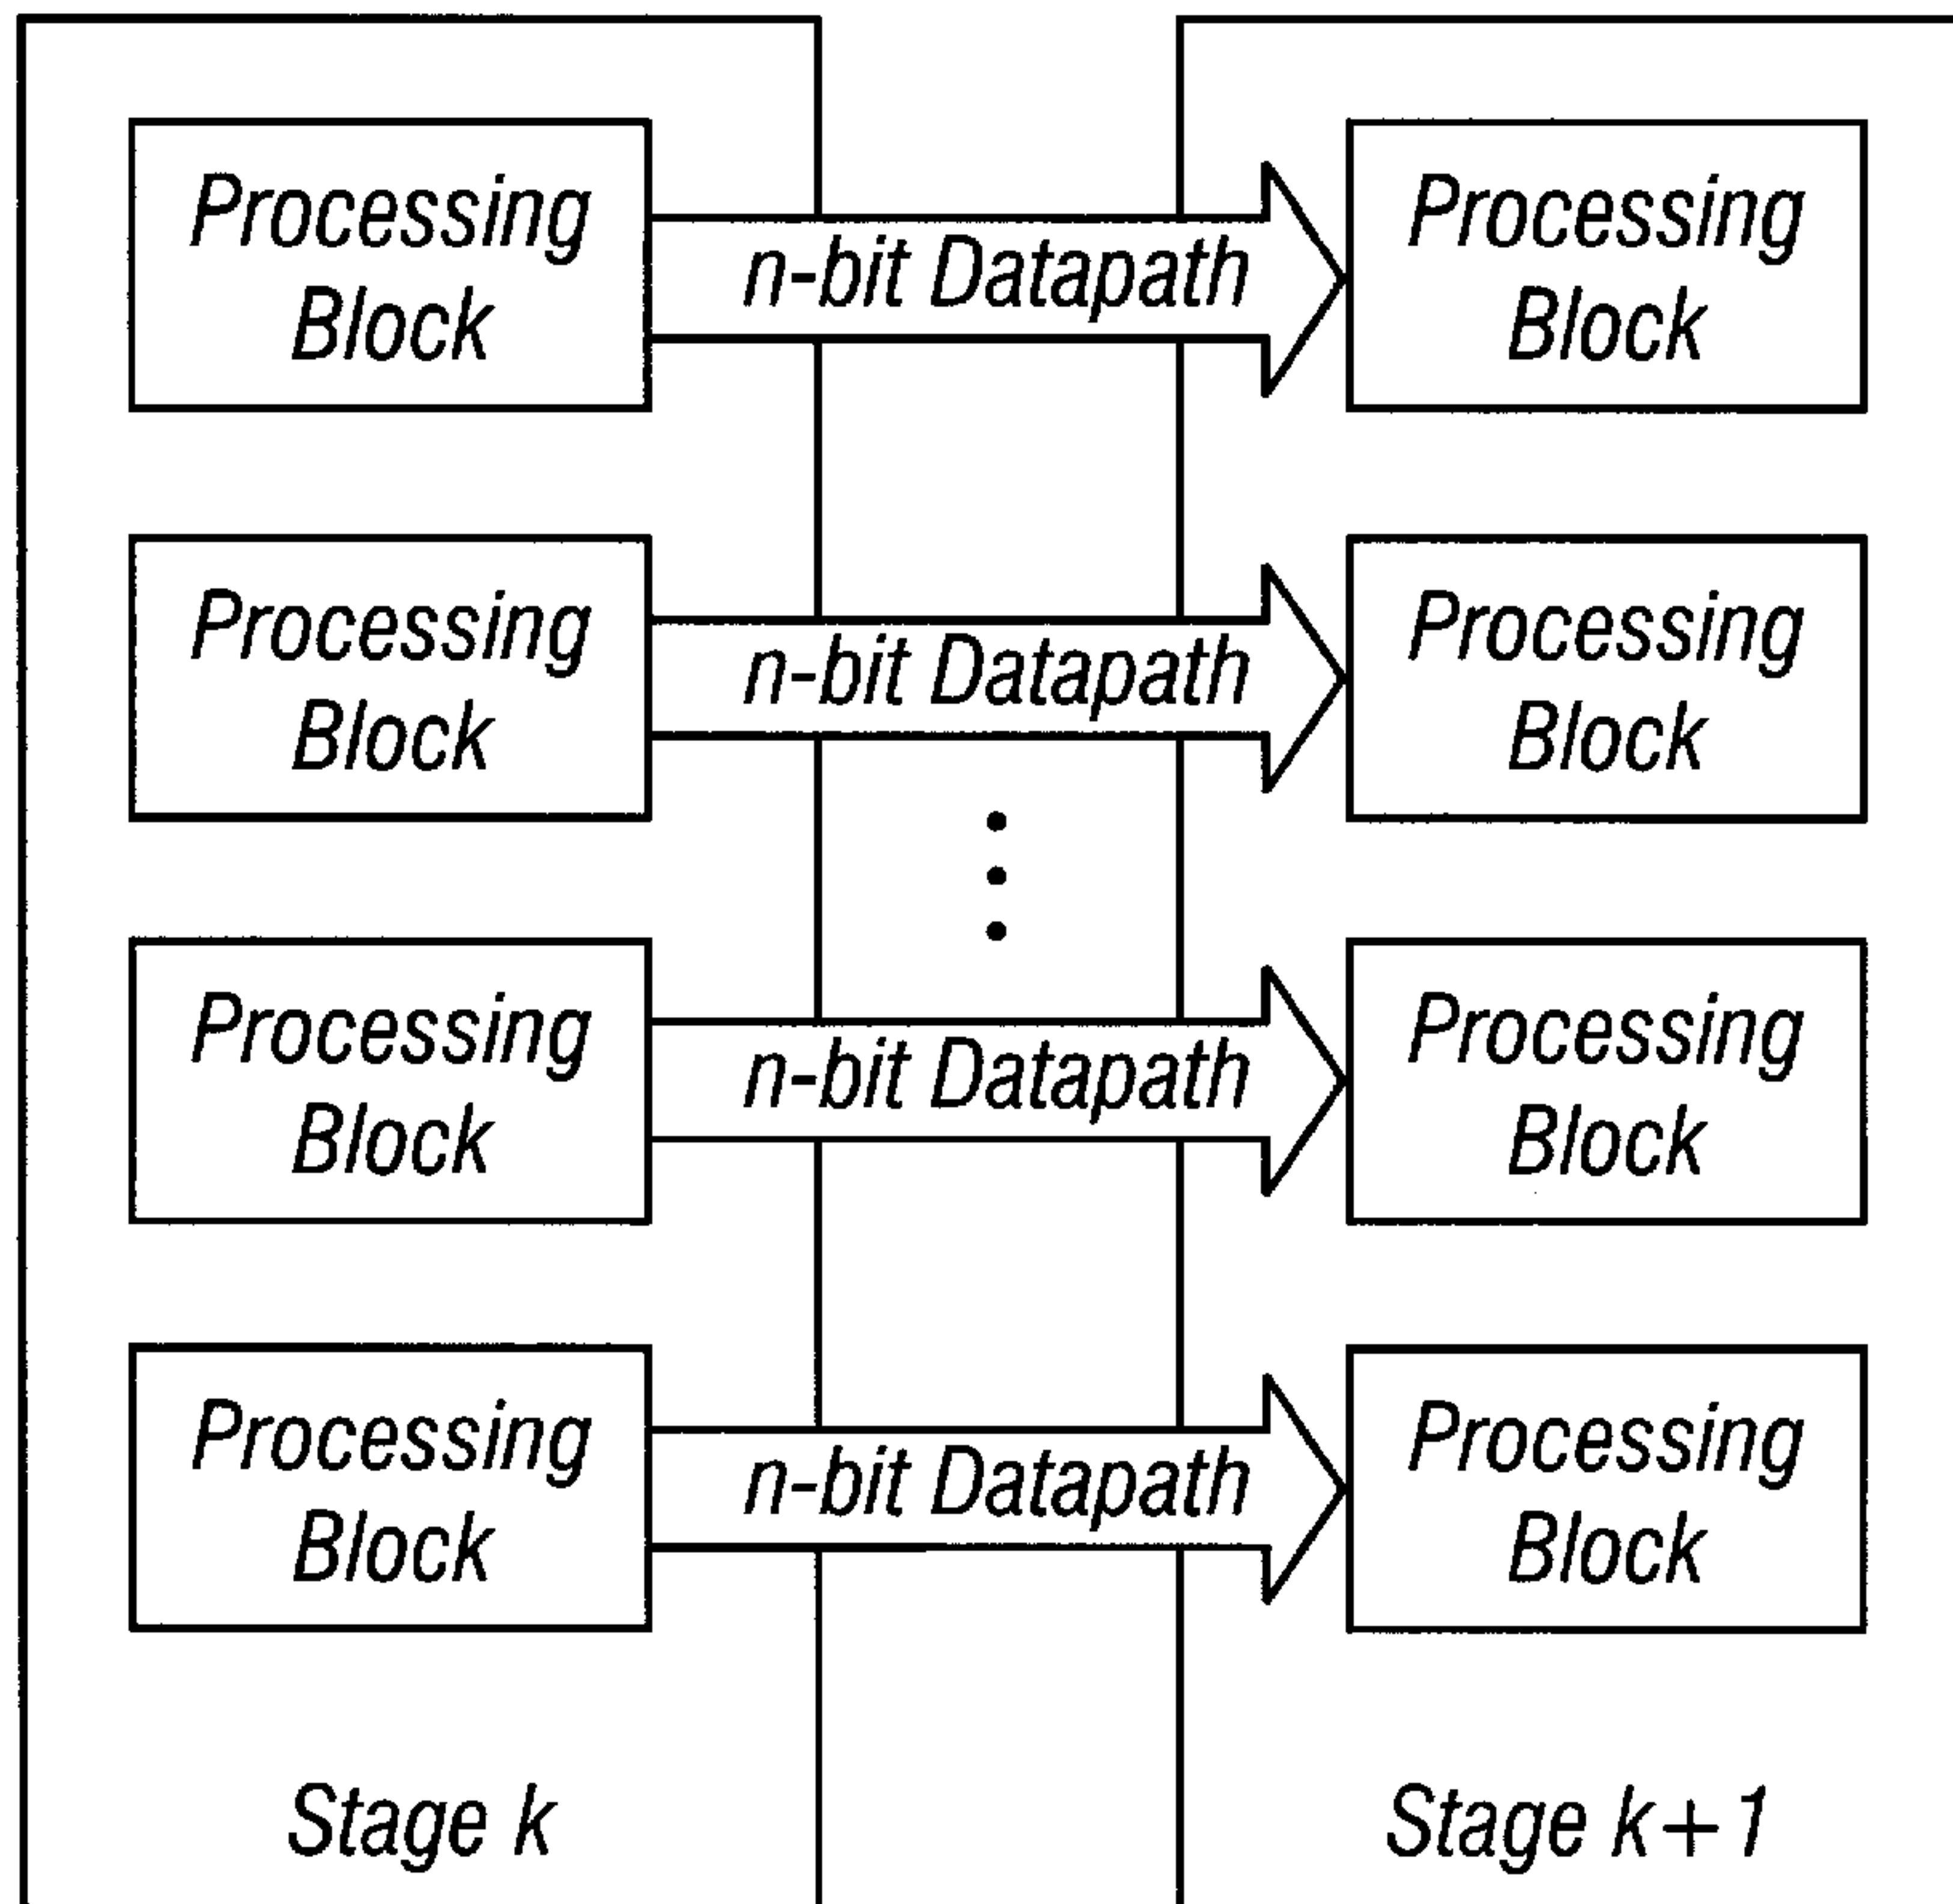 Processing
Block
n-bit Datapath
Processing
Block
Processing
Block
n-bit Datapath
Processing
Block
Processing
Block
n-bit Datapath
Processing
Block
Processing
Block
n-bit Datapath
Processing
Block
Stage k
Stage k+1